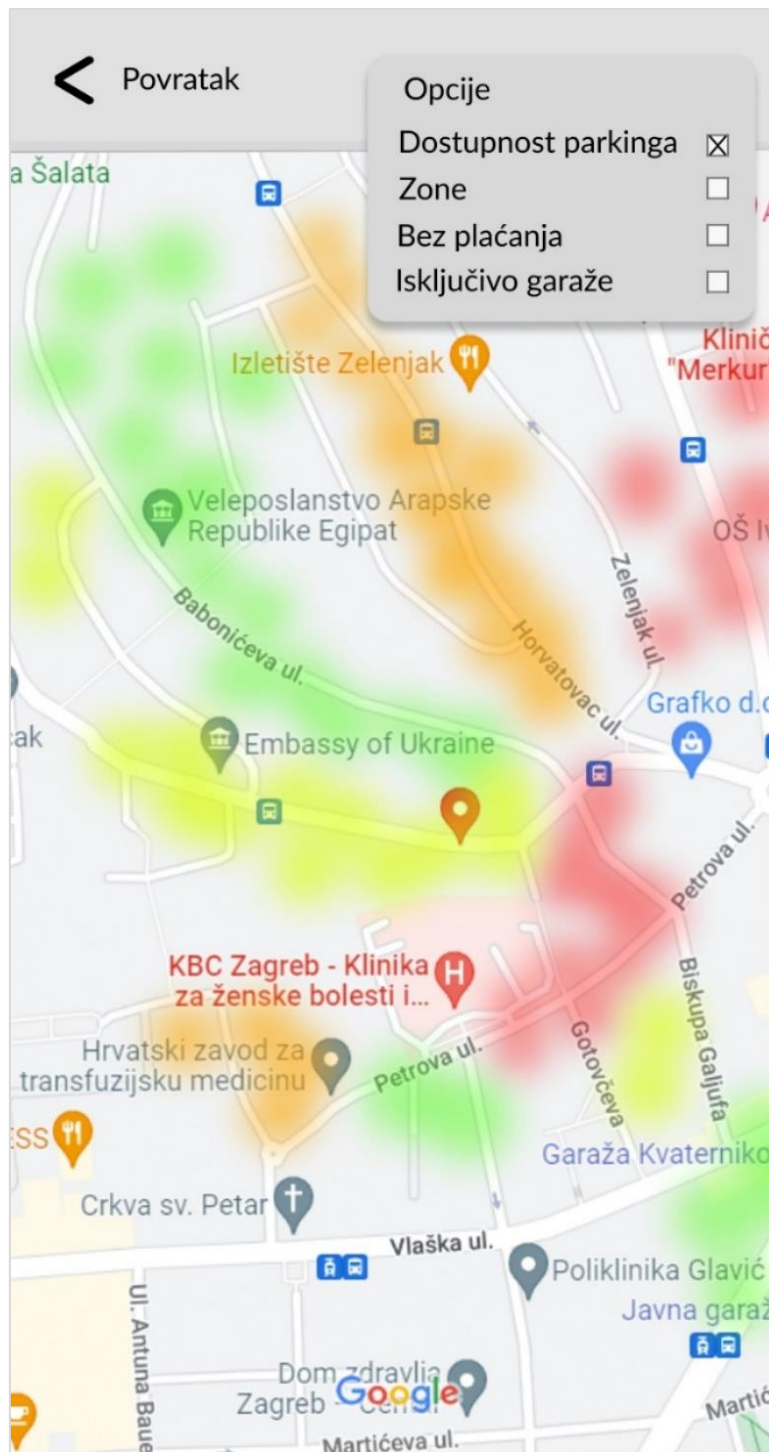 Povratak
Opcije
Dostupnost parkinga
Zone
Bez plaćanja
Isključivo garaže
a Šalata
A
Klinič
"Merkur"
Izletište Zelenjak
Veleposlanstvo Arapske
Republike Egipat
OŠ Iv
Zelenjak ul.
Babonićeva ul.
Horvatovac ul.
Grafko d.o
ak
Embassy of Ukraine
Petrova ul.
KBC Zagreb - Klinika
za ženske bolesti i...
H
Biskupa Galjufa
Gotovčeva
Hrvatski zavod za
transfuzijsku medicinu
Petrova ul.
ESS
Garaža Kvaterniko
Crkva sv. Petar
Vlaška ul.
Poliklinika Glavić
Javna garaž
Ul. Antuna Baue
Dom zdravlja
Zagreb - Centar
Google
Martić
Martićeva ul.